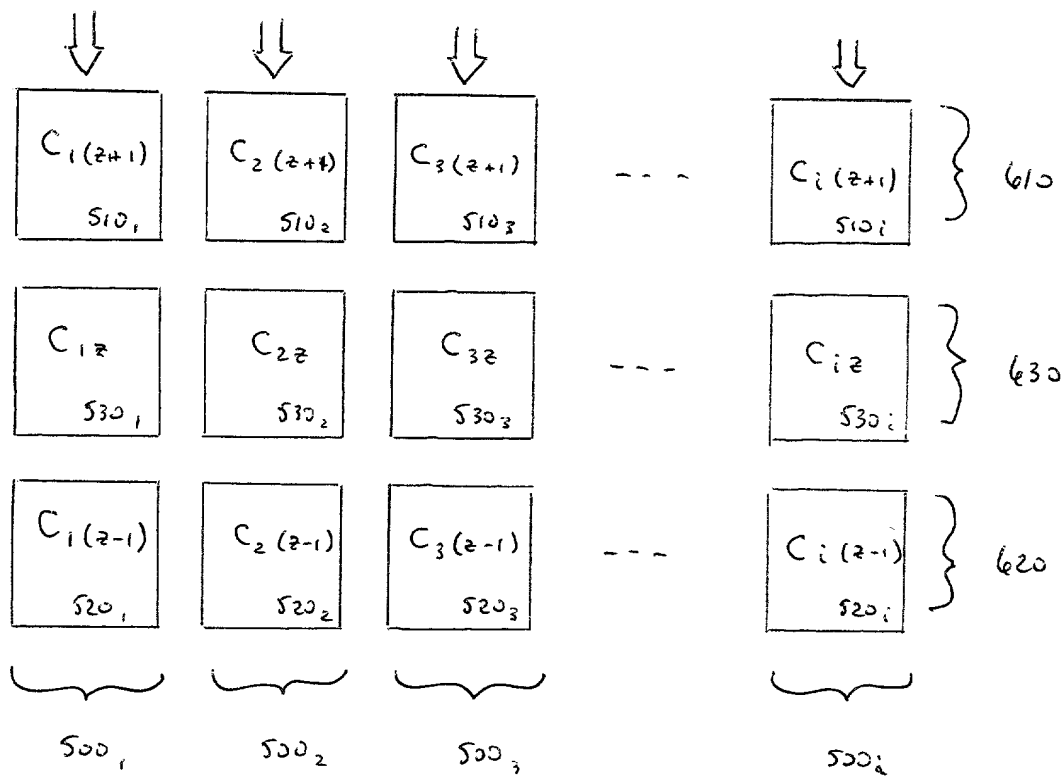 C₁(z+1) C₂(z+1) C₃(z+1) - - - Cᵢ(z+1) 610
510₁ 510₂ 510₃ 510ᵢ
C₁z C₂z C₃z - - - Cᵢz 630
530₁ 530₂ 530₃ 530ᵢ
C₁(z-1) C₂(z-1) C₃(z-1) - - - Cᵢ(z-1) 620
520₁ 520₂ 520₃ 520ᵢ
500₁ 500₂ 500₃ 500ᵢ